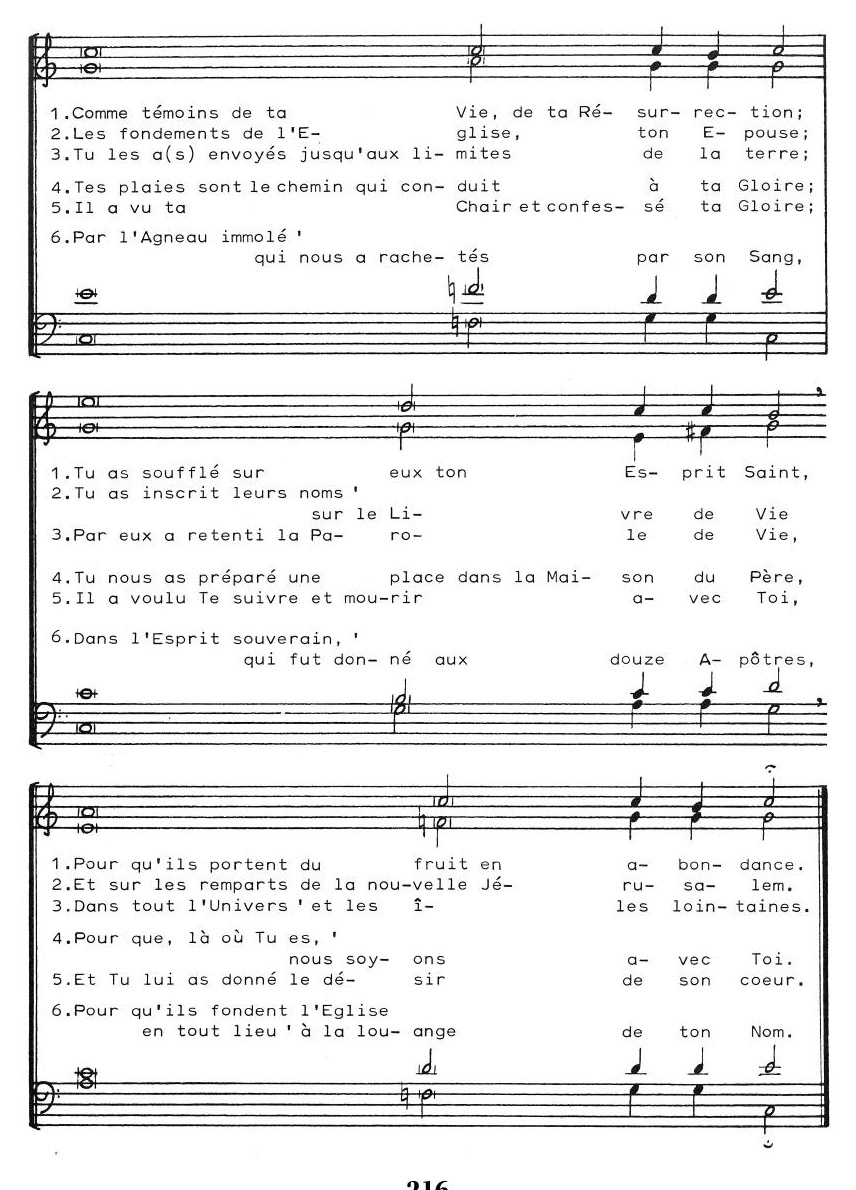 1.Comme témoins de ta Vie, de ta Ré- sur- rec- tion;
2.Les fondements de l'E- glise, ton E- pouse;
3.Tu les a(s) envoyés jusqu'aux li- mites de la terre;
4.Tes plaies sont le chemin qui con- duit à ta Gloire;
5.Il a vu ta Chair et confes- sé ta Gloire;
6.Par l'Agneau immolé '
qui nous a rache- tés par son Sang,
1.Tu as soufflé sur eux ton Es- prit Saint,
2.Tu as inscrit leurs noms '
sur le Li- vre de Vie
3.Par eux a retenti la Pa- ro- le de Vie,
4.Tu nous as préparé une place dans la Mai- son du Père,
5.Il a voulu Te suivre et mou-rir a- vec Toi,
6.Dans l'Esprit souverain, '
qui fut don- né aux douze A- pôtres,
1.Pour qu'ils portent du fruit en a- bon- dance.
2.Et sur les remparts de la nou-velle Jé- ru- sa- lem.
3.Dans tout l'Univers ' et les î- les loin- taines.
4.Pour que, là où Tu es, '
nous soy- ons a- vec Toi.
5.Et Tu lui as donné le dé- sir de son coeur.
6.Pour qu'ils fondent l'Eglise
en tout lieu ' à la lou- ange de ton Nom.
216